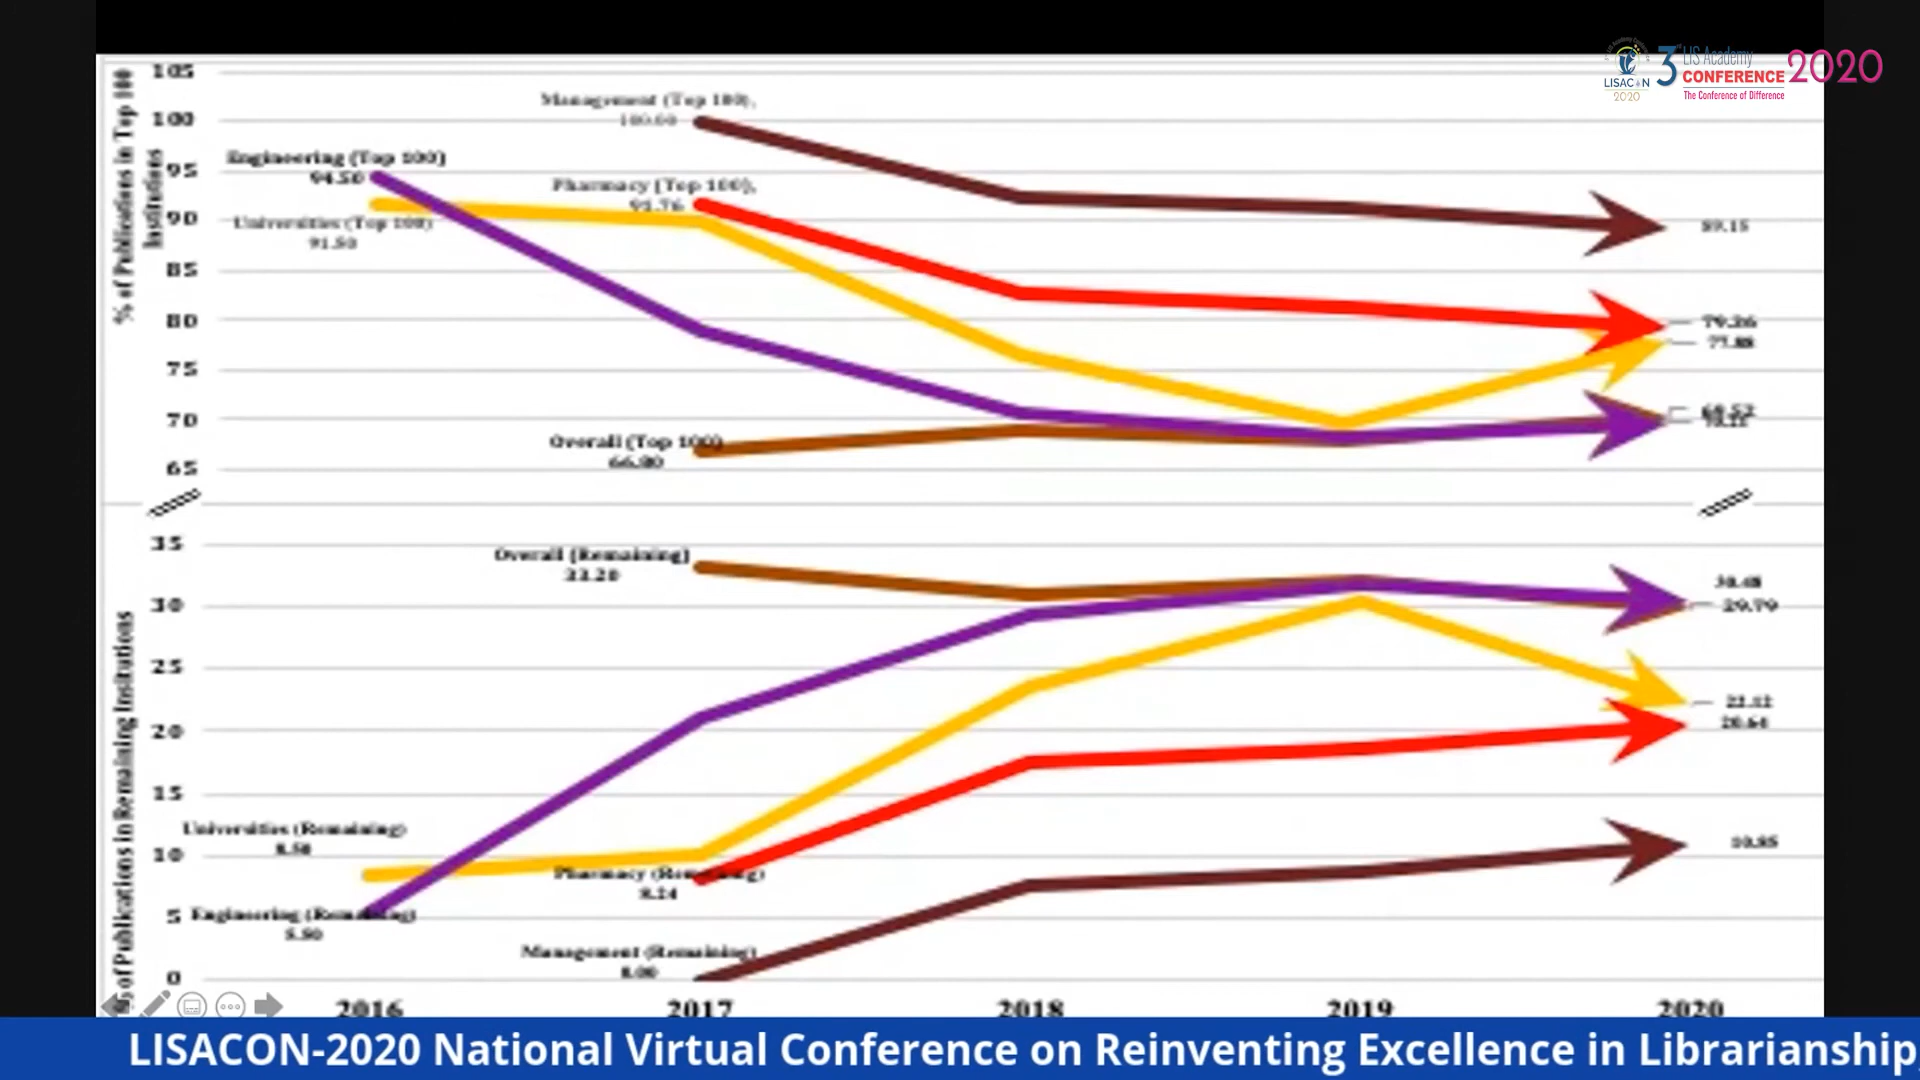 LISACON
2020
3rd LIS Academy
CONFERENCE
The Conference of Difference
2020
% of Publications in Top 100
Institutions
105
100
95
90
85
80
75
70
65
Management (Top 100),
100.00
Engineering (Top 100)
94.50
Pharmacy (Top 100),
91.76
Universities (Top 100)
91.50
Overall (Top 100)
66.80
89.15
79.36
77.88
% of Publications in Remaining Insitutions
35
30
25
20
15
10
5
0
Overall (Remaining)
33.20
Universities (Remaining)
8.50
Pharmacy (Remaining)
8.24
Engineering (Remaining)
5.50
Management (Remaining)
0.00
30.48
29.79
22.12
20.64
10.85
2016
2017
2018
2019
2020
LISACON-2020 National Virtual Conference on Reinventing Excellence in Librarianship,